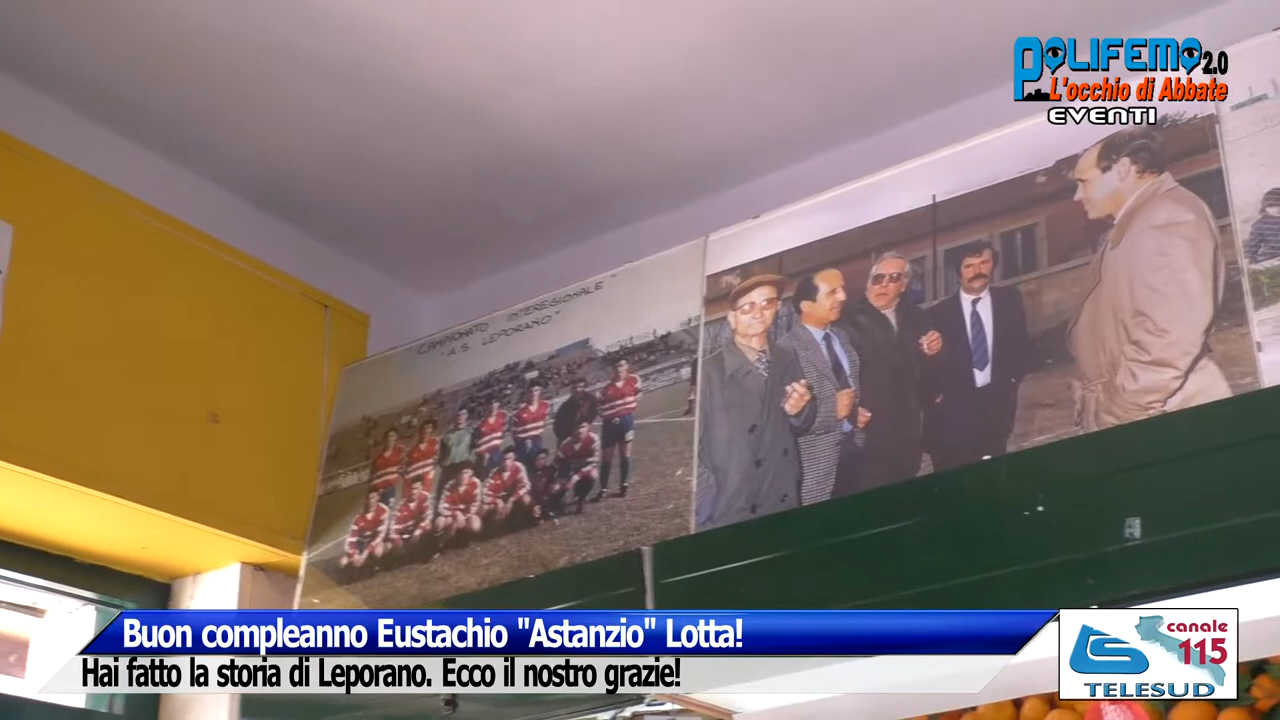 POLIFEMO 2.0
L'occhio di Abbate
EVENTI
CAMPIONATO INTEREGIONALE
"A.S. LEPORANO"
Buon compleanno Eustachio "Astanzio" Lotta!
Hai fatto la storia di Leporano. Ecco il nostro grazie!
canale
115
TELESUD